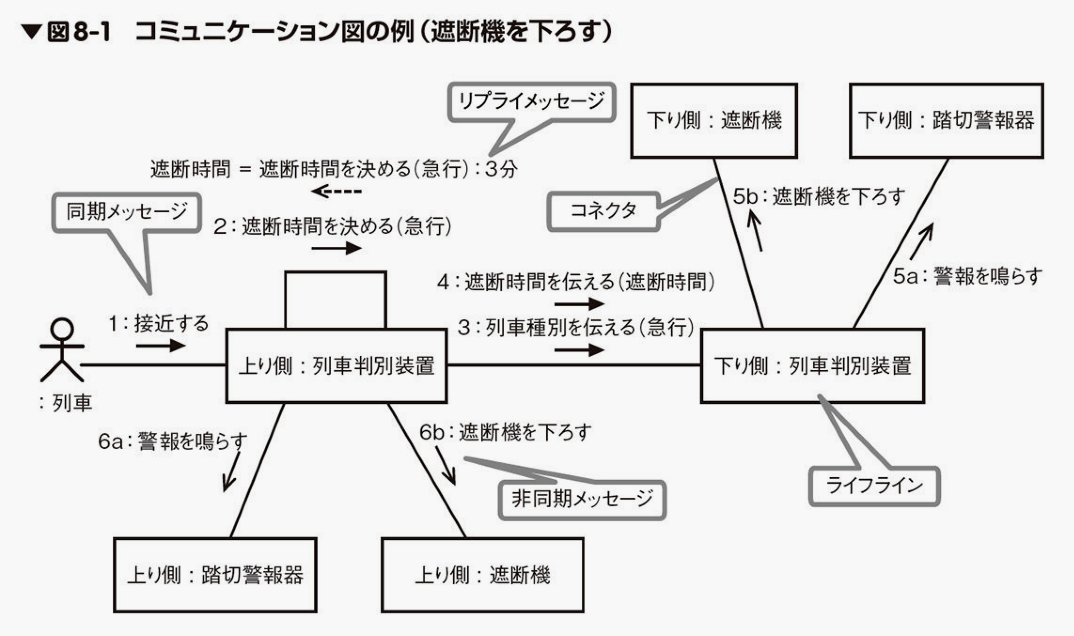 ▼図8-1 コミュニケーション図の例(遮断機を下ろす)
リプライメッセージ
下り側:遮断機
下り側:踏切警報器
遮断時間 = 遮断時間を決める(急行):3分
同期メッセージ
コネクタ
5b:遮断機を下ろす
2:遮断時間を決める(急行)
5a:警報を鳴らす
4:遮断時間を伝える(遮断時間)
1:接近する
3:列車種別を伝える(急行)
上り側:列車判別装置
下り側:列車判別装置
:列車
6a:警報を鳴らす
6b:遮断機を下ろす
ライフライン
非同期メッセージ
上り側:踏切警報器
上り側:遮断機